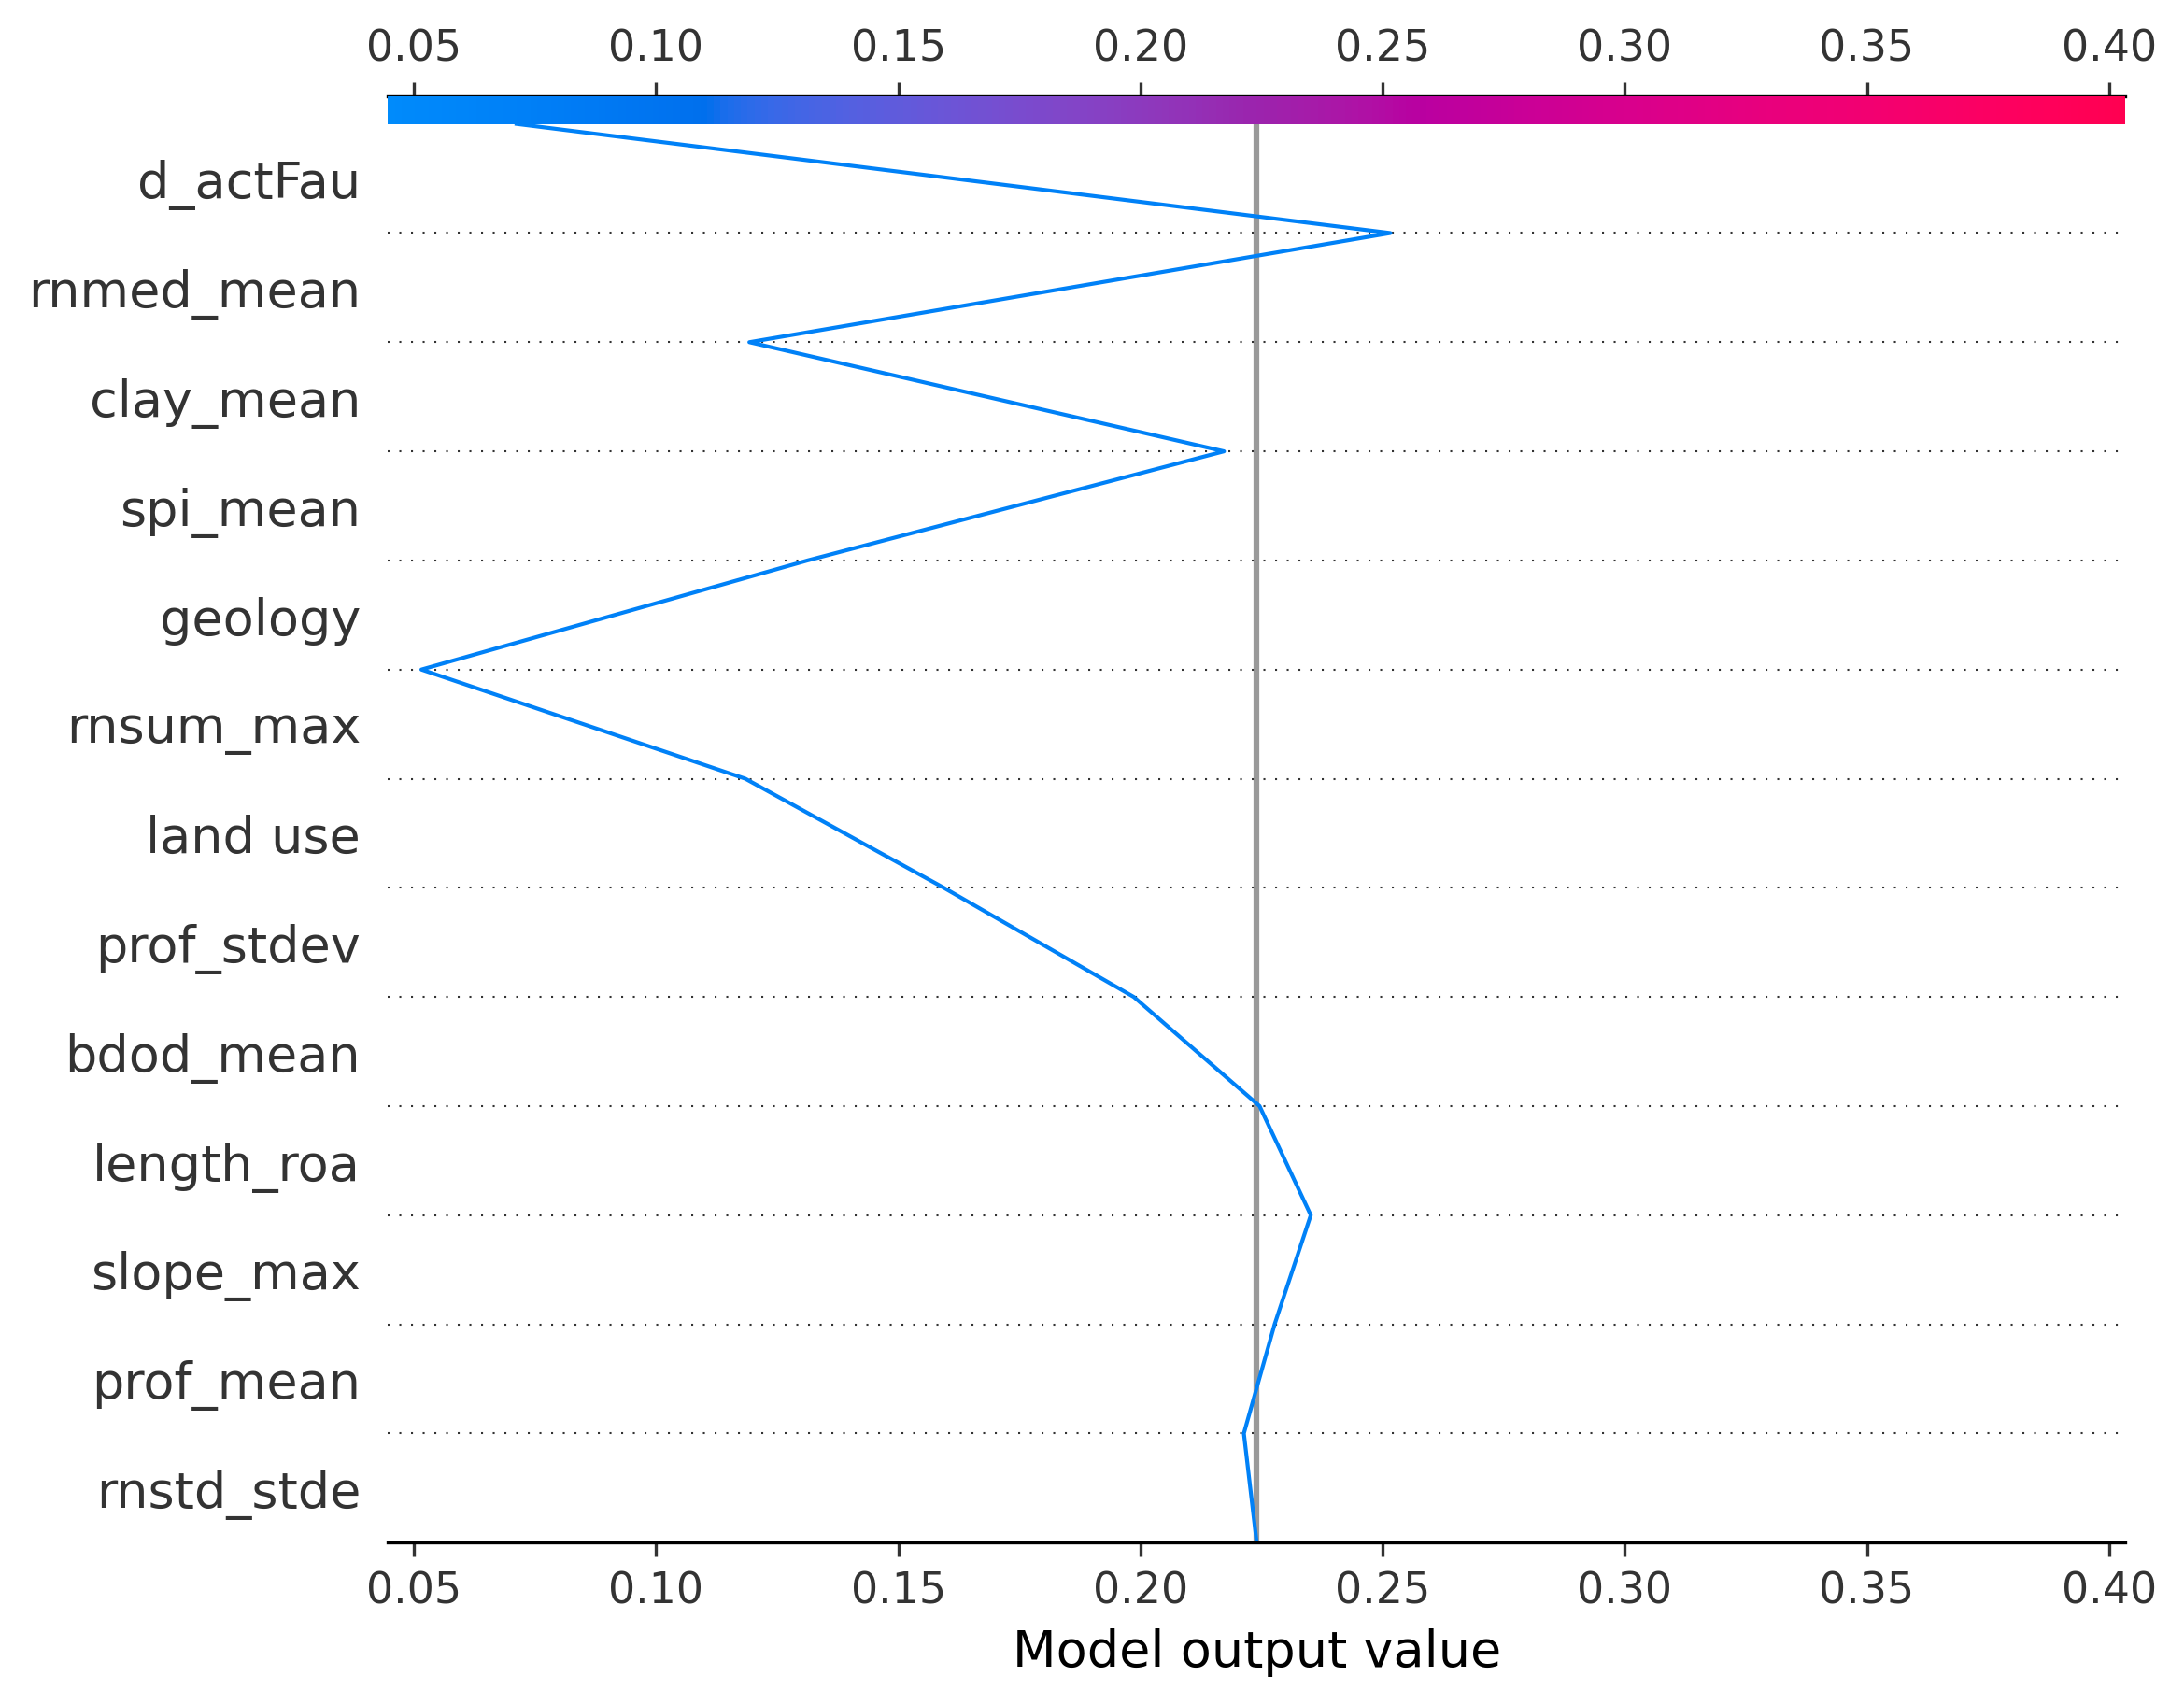 0.05 0.10 0.15 0.20 0.25 0.30 0.35 0.40
d_actFau
rnmed_mean
clay_mean
spi_mean
geology
rnsum_max
land use
prof_stdev
bdod_mean
length_roa
slope_max
prof_mean
rnstd_stde
0.05 0.10 0.15 0.20 0.25 0.30 0.35 0.40
Model output value